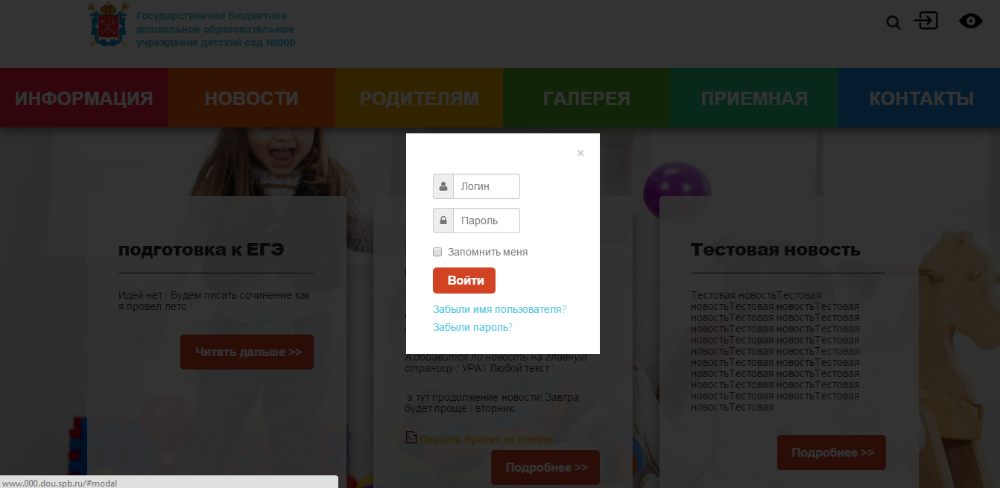 Государственное бюджетное
дошкольное образовательное
учреждение детский сад №000
ИНФОРМАЦИЯ
НОВОСТИ
РОДИТЕЛЯМ
ГАЛЕРЕЯ
ПРИЕМНАЯ
КОНТАКТЫ
×
Логин
Пароль
Запомнить меня
Войти
Забыли имя пользователя?
Забыли пароль?
подготовка к ЕГЭ
Идей нет ! Будем писать сочинение как
я провел лето !
Читать дальше >>
А добавится ли новость на главную
страницу ! УРА!! Любой текст !
а тут продолжение новости! Завтра
будет проще ! вторник!
Скачать буклет по оплате
Подробнее >>
Тестовая новость
Тестовая новостьТестовая
новостьТестовая новостьТестовая
новостьТестовая новостьТестовая
новостьТестовая новостьТестовая
новостьТестовая новостьТестовая
новостьТестовая новостьТестовая
новостьТестовая новостьТестовая
новостьТестовая новостьТестовая
новостьТестовая новостьТестовая
новостьТестовая новостьТестовая
новостьТестовая
Подробнее >>
www.000.dou.spb.ru/#modal